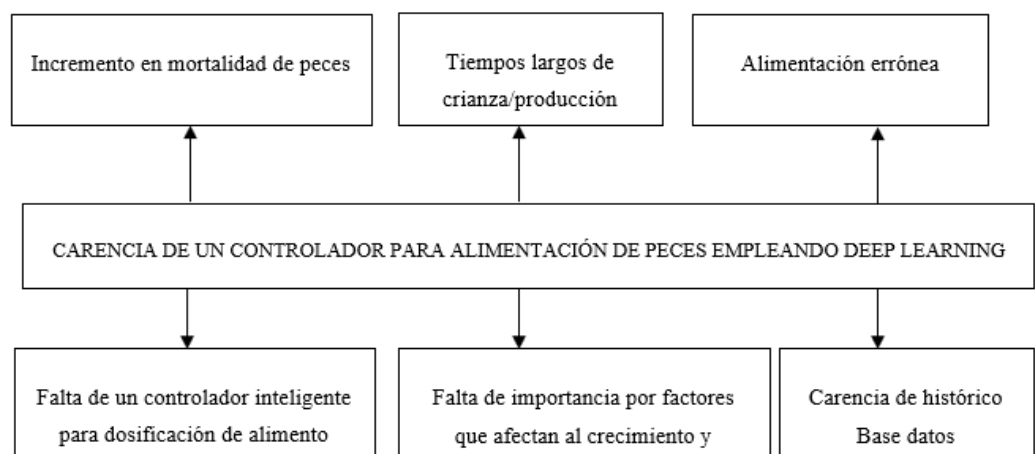 Incremento en mortalidad de peces
Tiempos largos de
crianza/producción
Alimentación errónea
CARENCIA DE UN CONTROLADOR PARA ALIMENTACIÓN DE PECES EMPLEANDO DEEP LEARNING
Falta de un controlador inteligente
para dosificación de alimento
Falta de importancia por factores
que afectan al crecimiento y
Carencia de histórico
Base datos